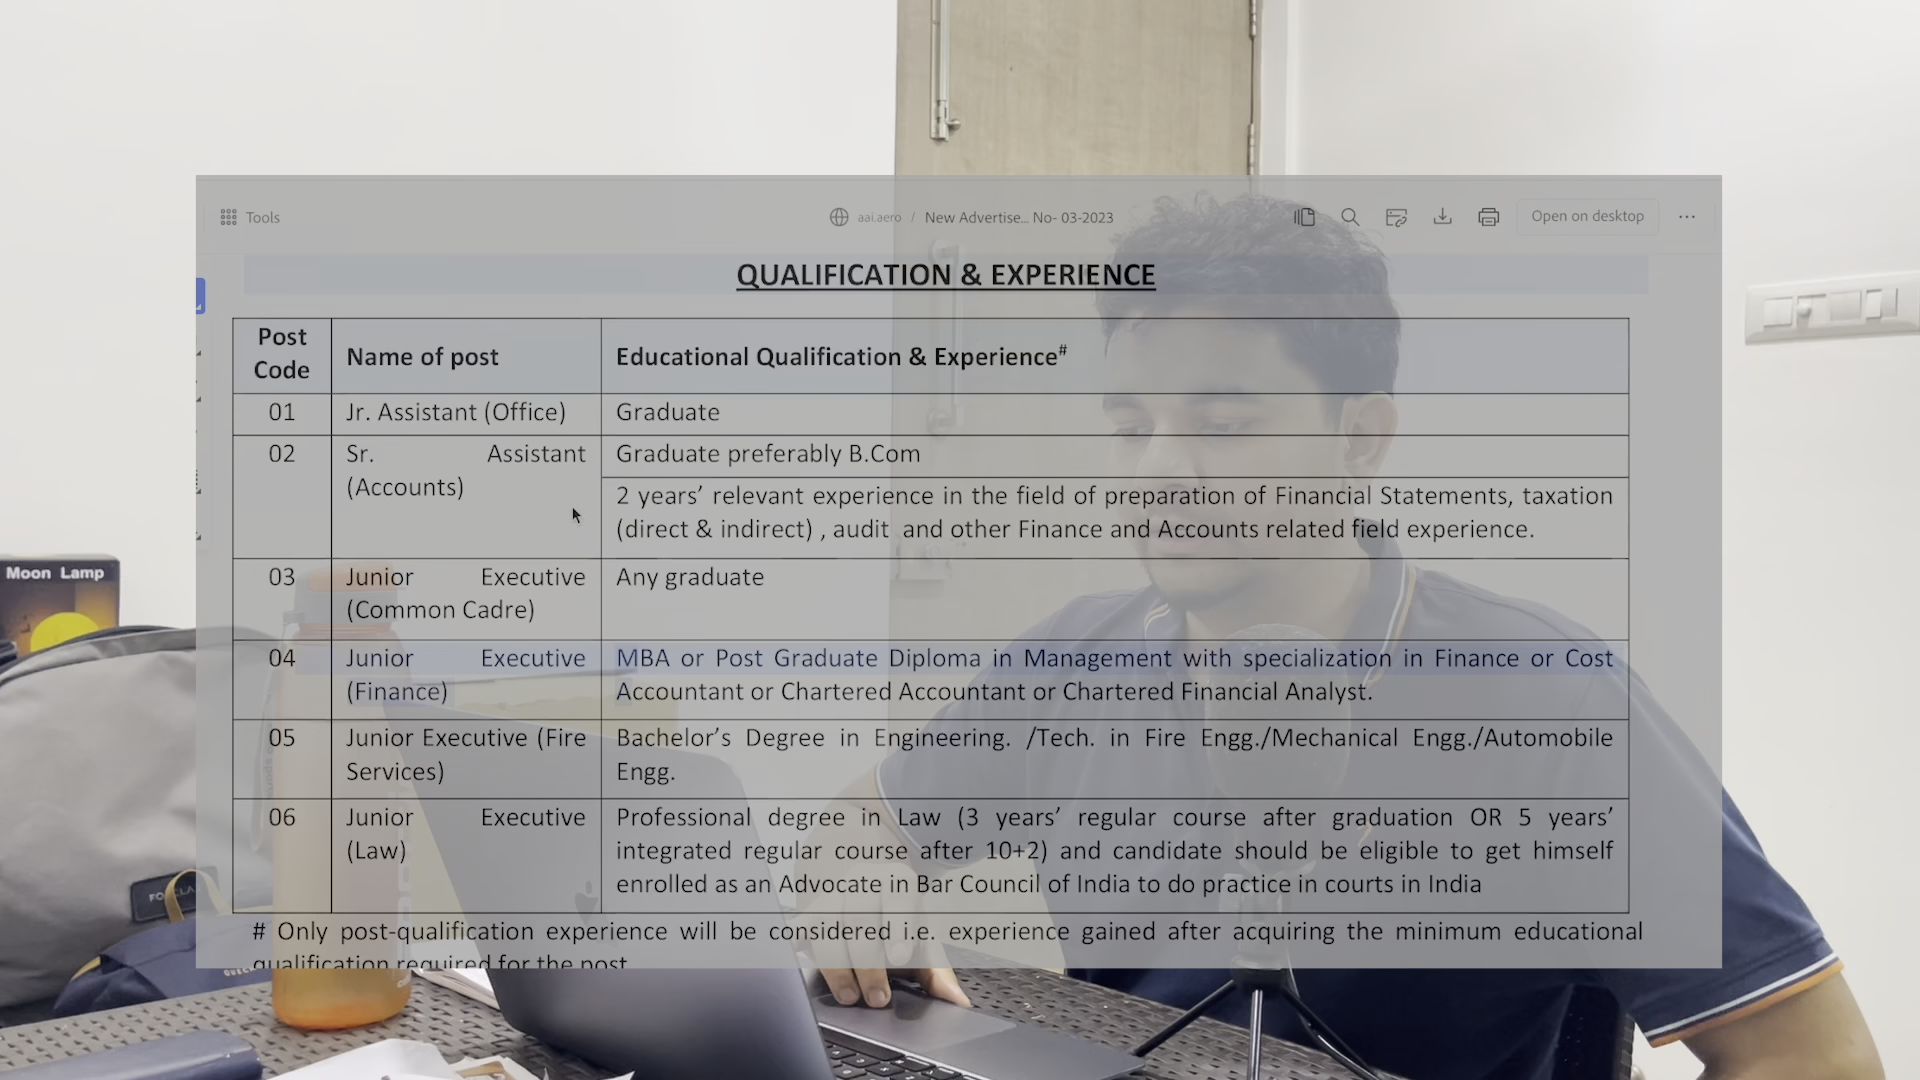 Tools
aai.aero / New Advertise... No- 03-2023
Open on desktop
QUALIFICATION & EXPERIENCE
Post Code
Name of post
Educational Qualification & Experience#
01
Jr. Assistant (Office)
Graduate
02
Sr. Assistant
(Accounts)
Graduate preferably B.Com
2 years’ relevant experience in the field of preparation of Financial Statements, taxation
(direct & indirect) , audit and other Finance and Accounts related field experience.
03
Junior Executive
(Common Cadre)
Any graduate
04
Junior Executive
(Finance)
MBA or Post Graduate Diploma in Management with specialization in Finance or Cost
Accountant or Chartered Accountant or Chartered Financial Analyst.
05
Junior Executive (Fire
Services)
Bachelor’s Degree in Engineering. /Tech. in Fire Engg./Mechanical Engg./Automobile
Engg.
06
Junior Executive
(Law)
Professional degree in Law (3 years’ regular course after graduation OR 5 years’
integrated regular course after 10+2) and candidate should be eligible to get himself
enrolled as an Advocate in Bar Council of India to do practice in courts in India
# Only post-qualification experience will be considered i.e. experience gained after acquiring the minimum educational
qualification required for the post
Moon Lamp